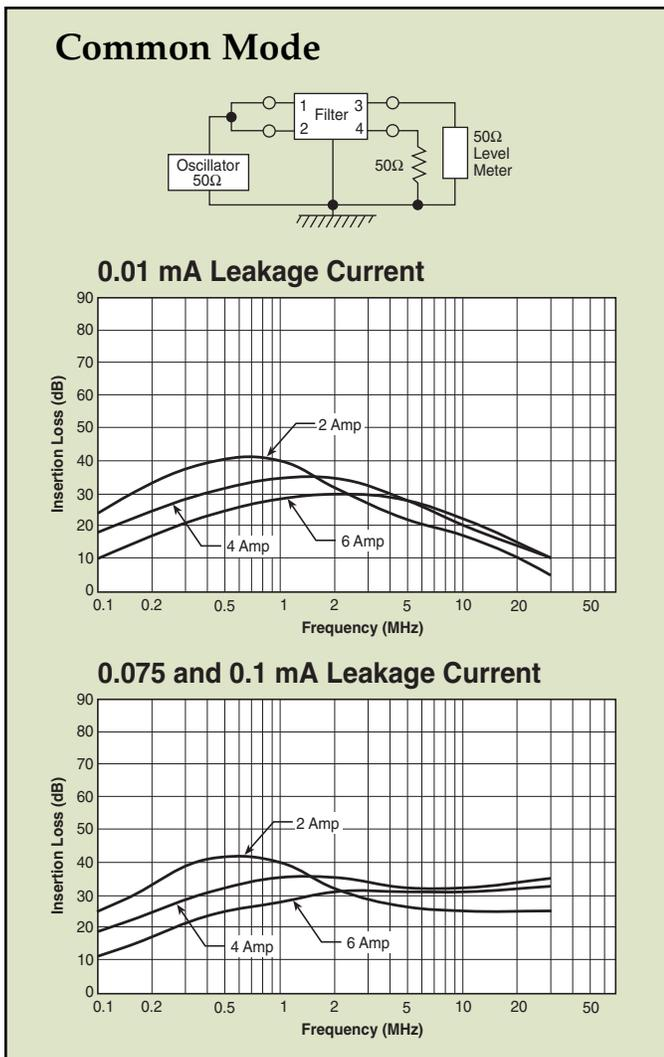 Common Mode
1
2
Filter
3
4
Oscillator
50Ω
50Ω
50Ω
Level
Meter
0.01 mA Leakage Current
90
80
70
60
50
40
30
20
10
0
Insertion Loss (dB)
2 Amp
4 Amp
6 Amp
0.1 0.2 0.5 1 2 5 10 20 50
Frequency (MHz)
0.075 and 0.1 mA Leakage Current
90
80
70
60
50
40
30
20
10
0
Insertion Loss (dB)
2 Amp
4 Amp
6 Amp
0.1 0.2 0.5 1 2 5 10 20 50
Frequency (MHz)